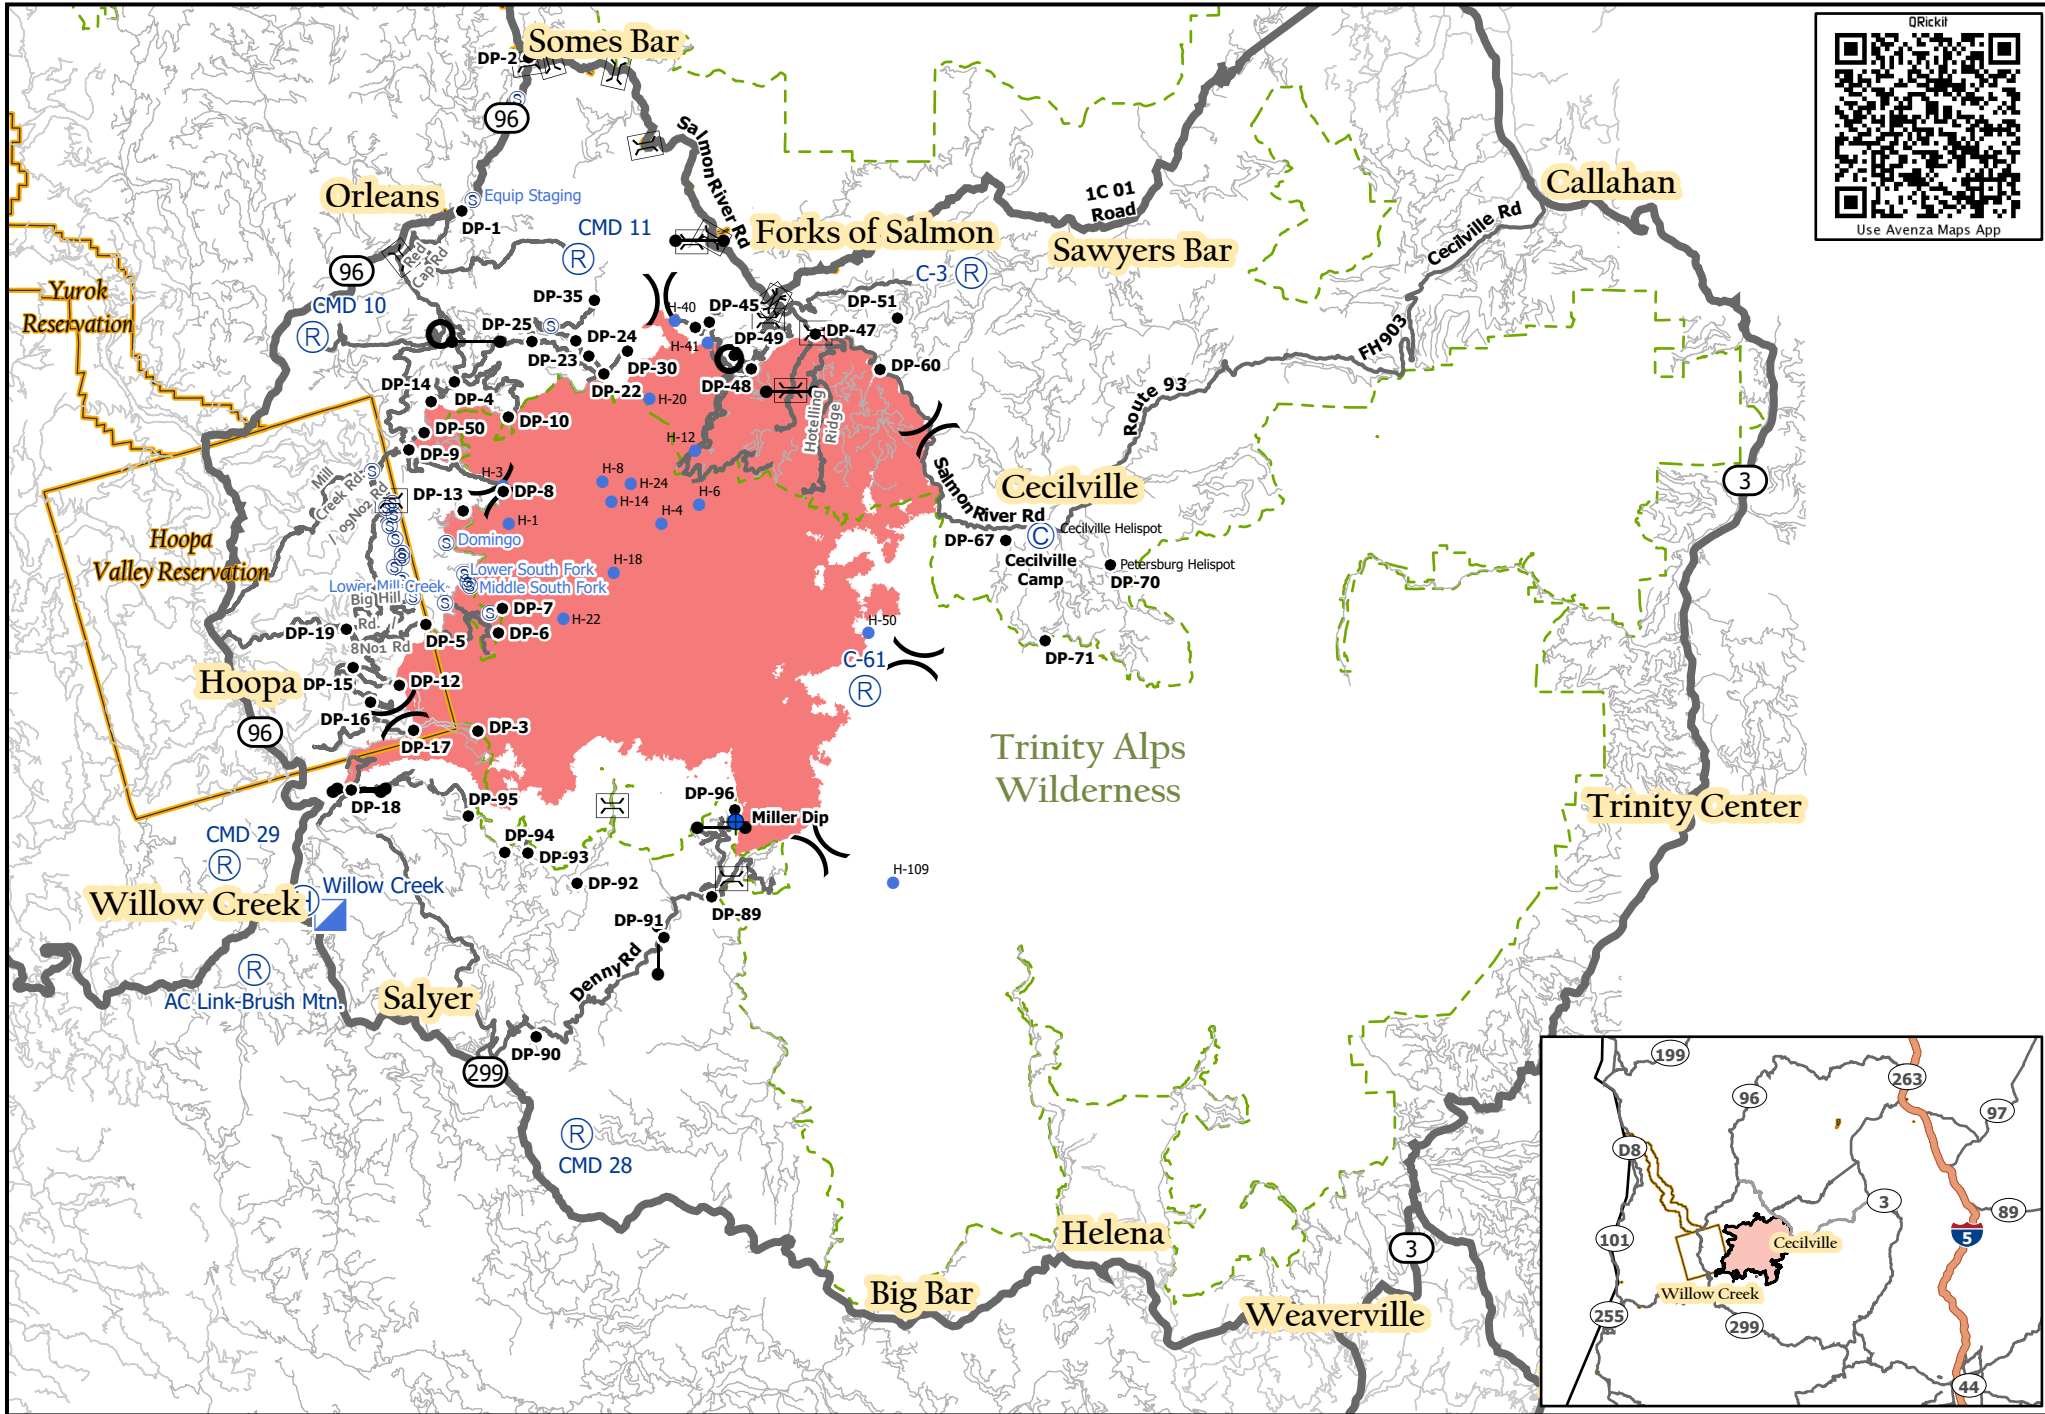 QRickit
Use Avenza Maps App
Somes Bar
DP-2
S
96
Salmon River Rd
Orleans
S Equip Staging
DP-1
CMD 11
R
Red
Cap Rd
96
CMD 10
R
Yurok
Reservation
Forks of Salmon
1C 01
Road
Sawyers Bar
Callahan
Cecilville Rd
C-3 R
FH903
Route 93
3
DP-35
S
H-40
DP-45
DP-51
DP-25
DP-24
H-41
DP-49
DP-47
DP-23
DP-30
DP-60
DP-14
DP-22
DP-48
DP-4
H-20
DP-10
Hotelling
Ridge
DP-50
H-12
DP-9
Mill
Creek Rd
H-3
H-8
H-24
DP-13
DP-8
H-14
H-6
H-1
H-4
Salmon River Rd
Cecilville
C
Cecilville Helispot
DP-67
Cecilville
Camp
Petersburg Helispot
DP-70
DP-71
Hoopa
Valley Reservation
S Domingo
Lower South Fork
Middle South Fork
Lower Mill Creek
Big Hill
Rd.
H-18
DP-7
H-22
DP-6
DP-19
DP-5
8N01 Rd
H-50
C-61
R
Hoopa
DP-15
DP-12
DP-16
96
DP-17
DP-3
Trinity Alps
Wilderness
DP-18
DP-95
DP-96
Miller Dip
Trinity Center
CMD 29
R
DP-94
DP-93
DP-92
H-109
Willow Creek
Willow Creek
DP-89
DP-91
R
AC Link-Brush Mtn.
Denny Rd
Salyer
DP-90
299
R
CMD 28
Helena
3
Big Bar
Weaverville
199
263
96
97
D8
3
89
101
5
Cecilville
Willow Creek
255
299
44